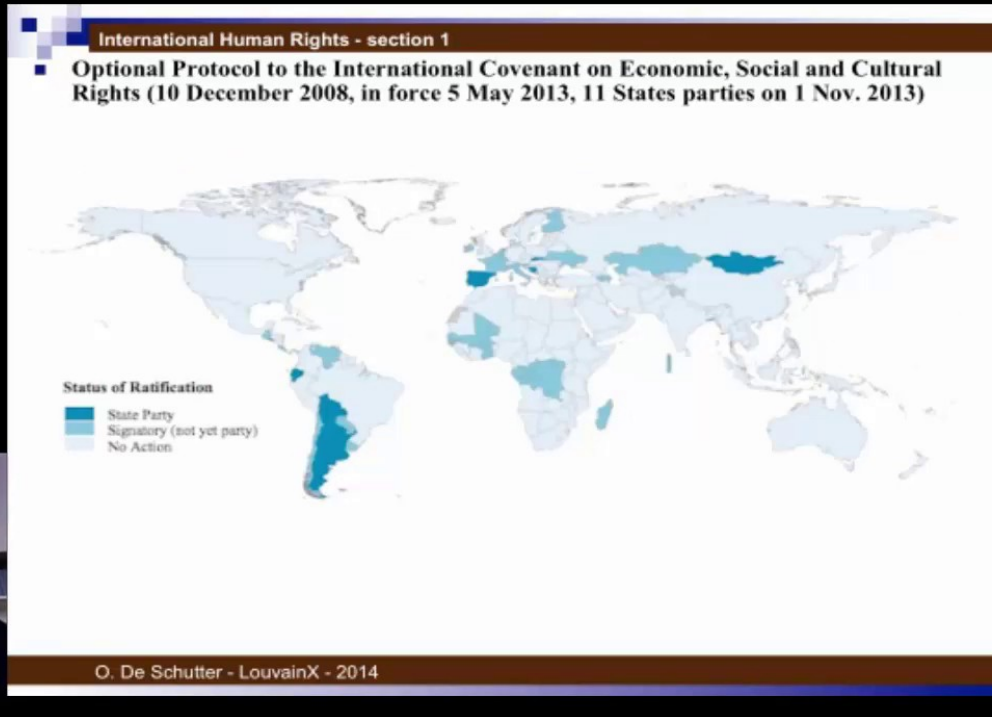 International Human Rights - section 1
Optional Protocol to the International Covenant on Economic, Social and Cultural
Rights (10 December 2008, in force 5 May 2013, 11 States parties on 1 Nov. 2013)
Status of Ratification
State Party
Signatory (not yet party)
No Action
O. De Schutter - LouvainX - 2014